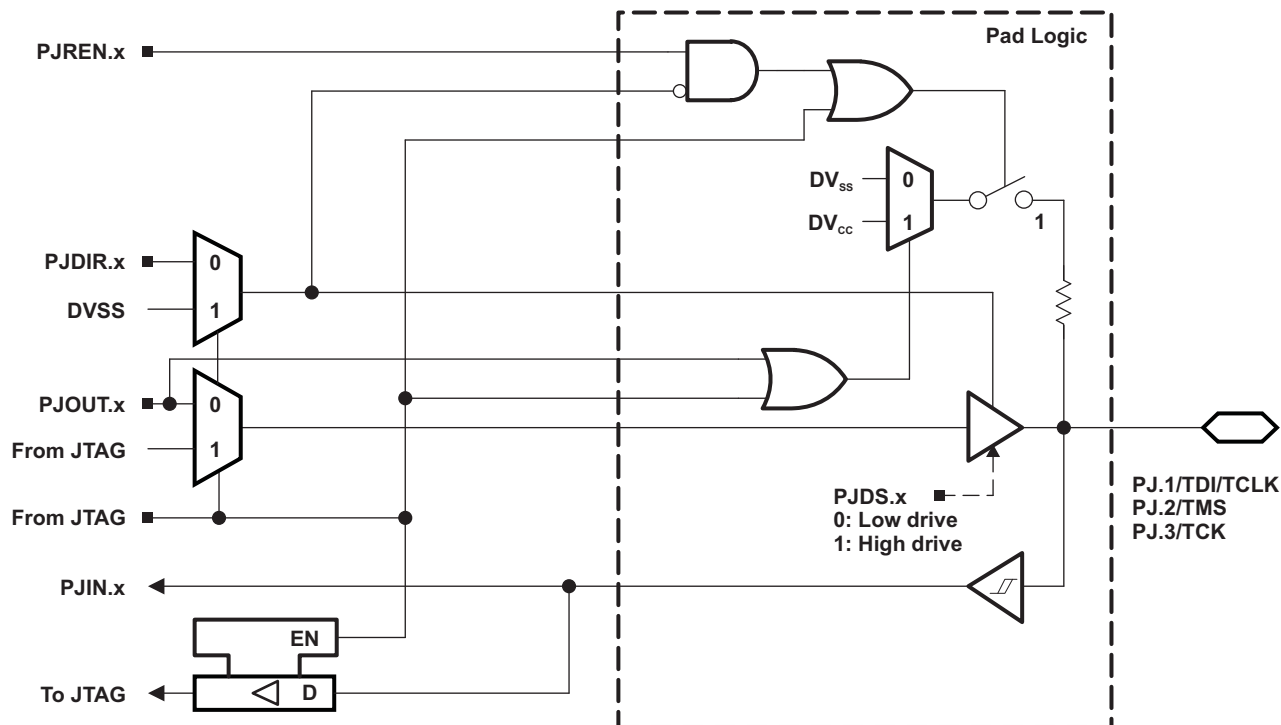 Pad Logic
PJREN.x
DVss
0
DVcc
1
1
PJDIR.x
0
DVSS
1
PJOUT.x
0
From JTAG
1
PJDS.x
0: Low drive
1: High drive
PJ.1/TDI/TCLK
PJ.2/TMS
PJ.3/TCK
From JTAG
PJIN.x
EN
To JTAG
D